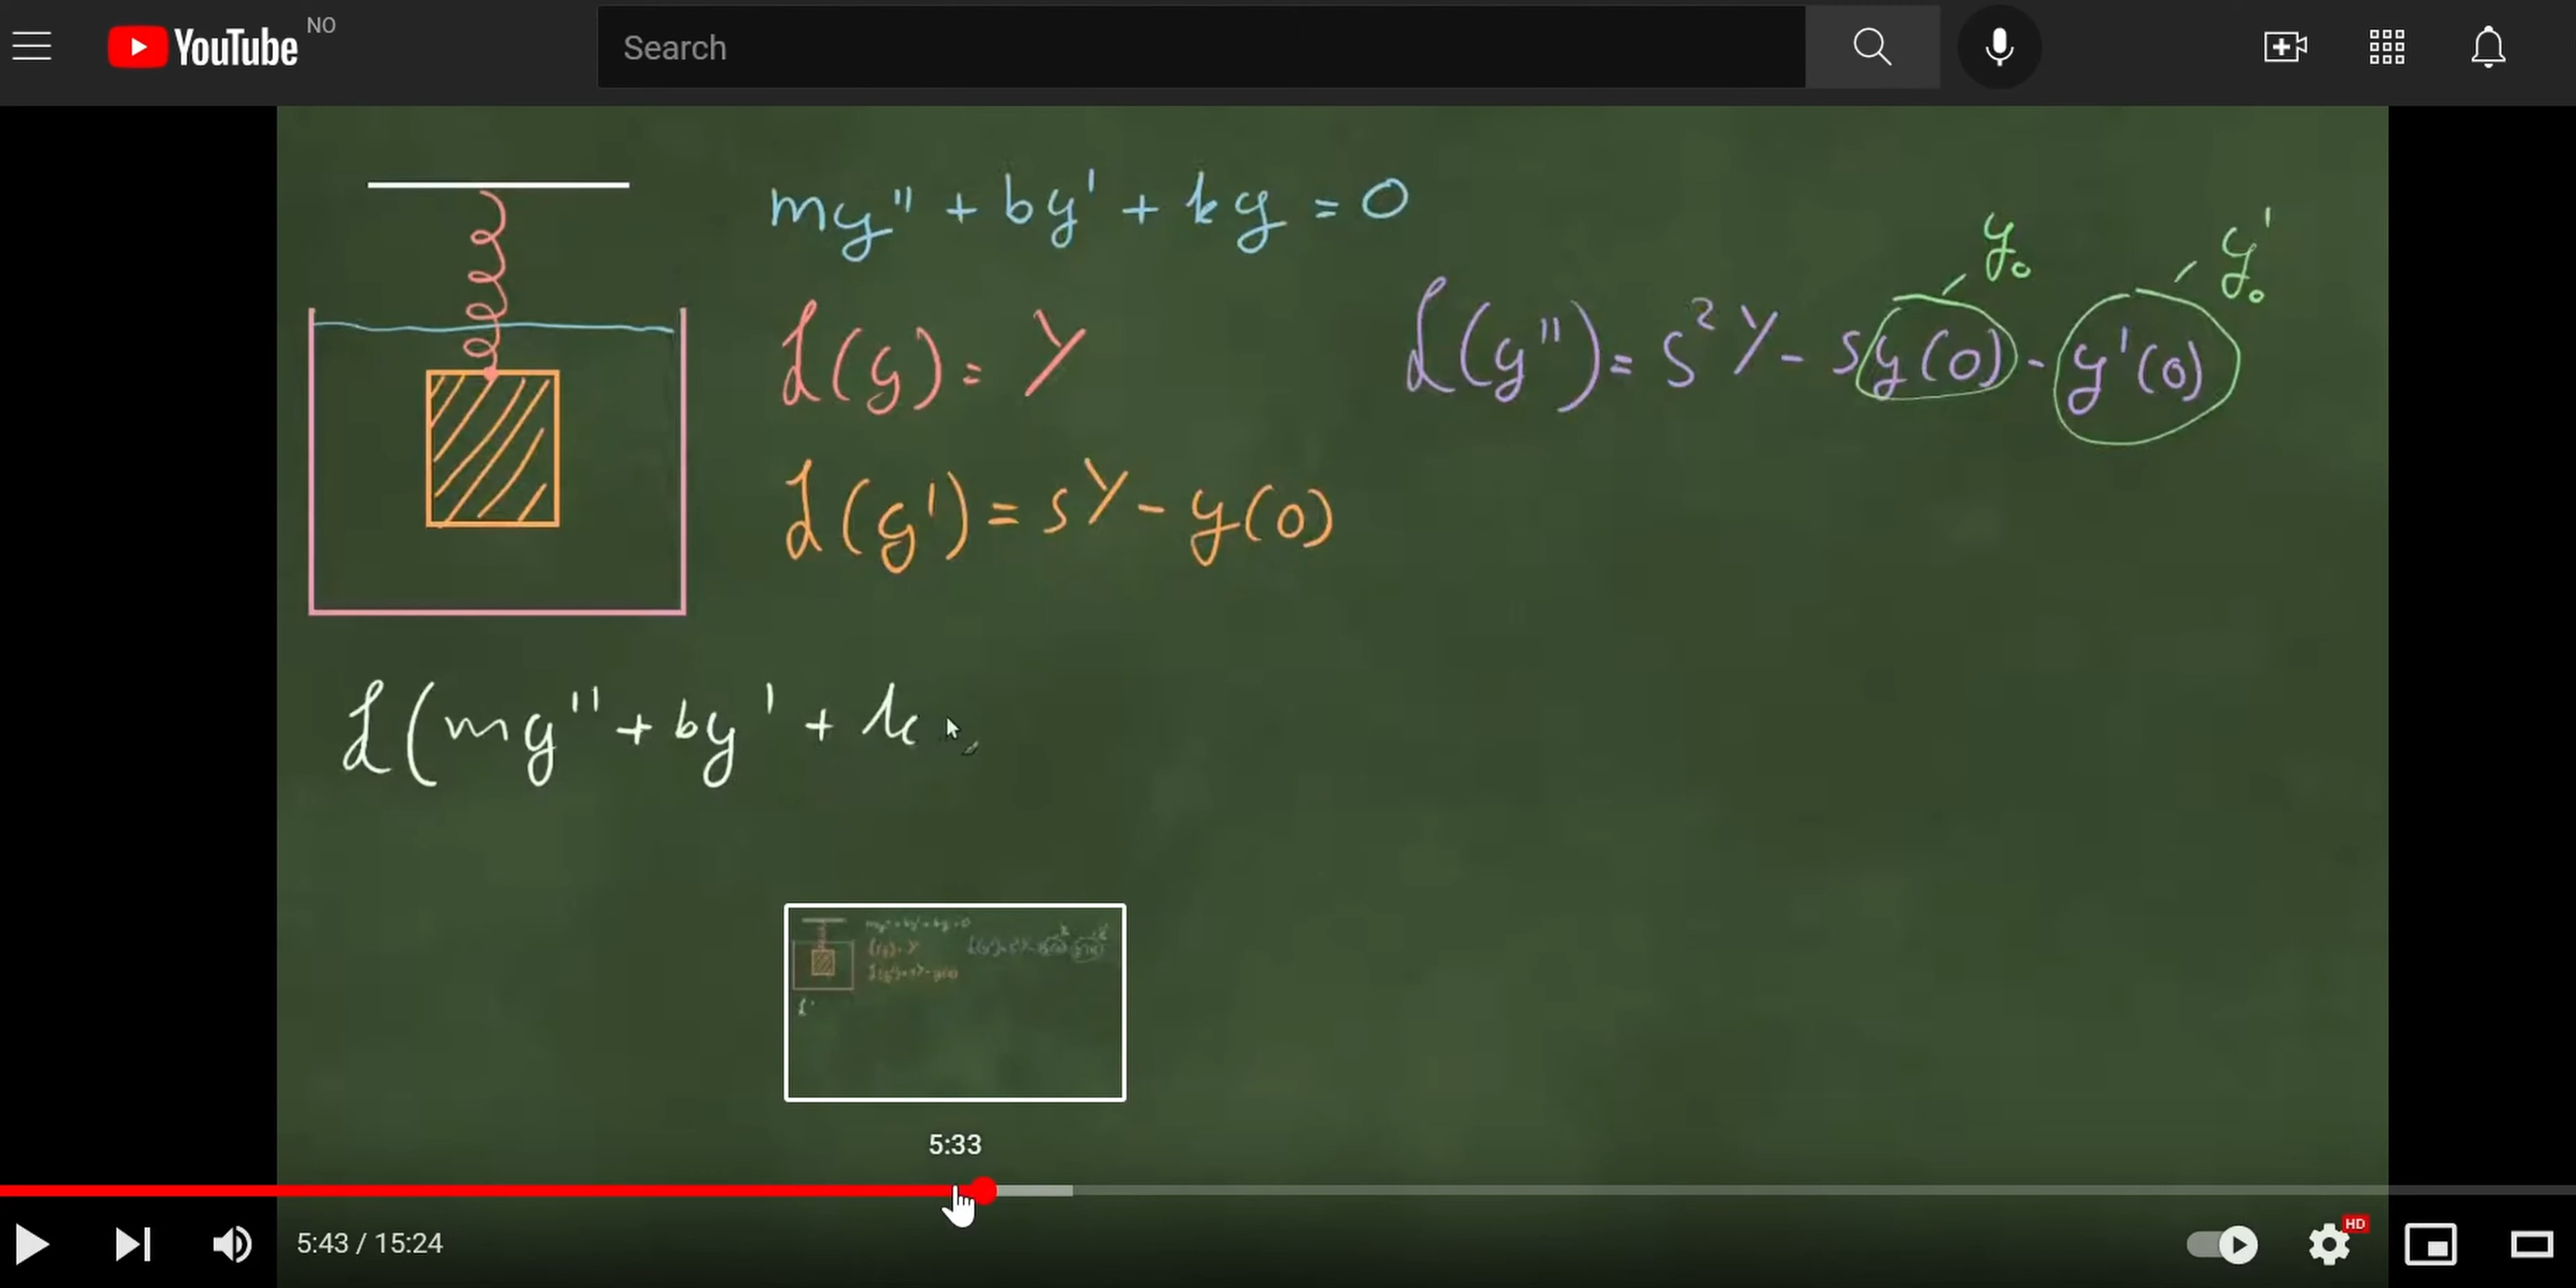 YouTube NO
Search
my'' + by' + ky = 0
y₀ y₀'
ℒ(y) = Y
ℒ(y'') = s²Y - sy(0) - y'(0)
ℒ(y') = sY - y(0)
ℒ(my'' + by' + k
5:33
5:43 / 15:24
HD